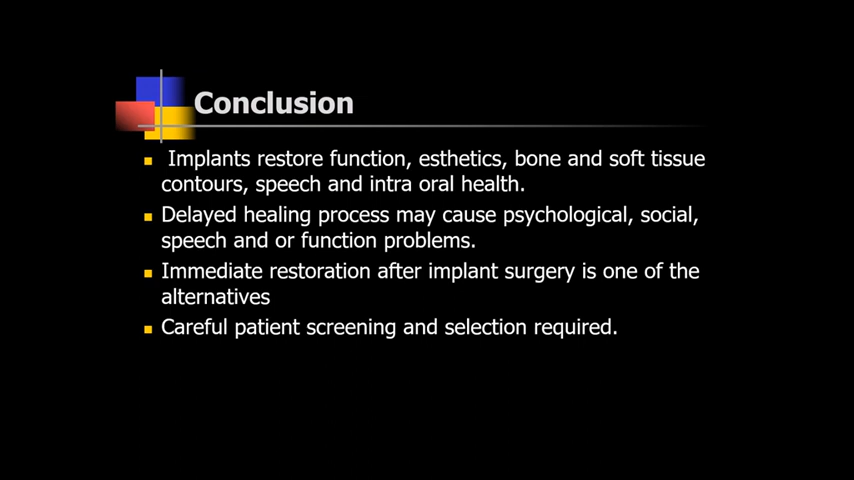 Conclusion
Implants restore function, esthetics, bone and soft tissue
contours, speech and intra oral health.
Delayed healing process may cause psychological, social,
speech and or function problems.
Immediate restoration after implant surgery is one of the
alternatives
Careful patient screening and selection required.